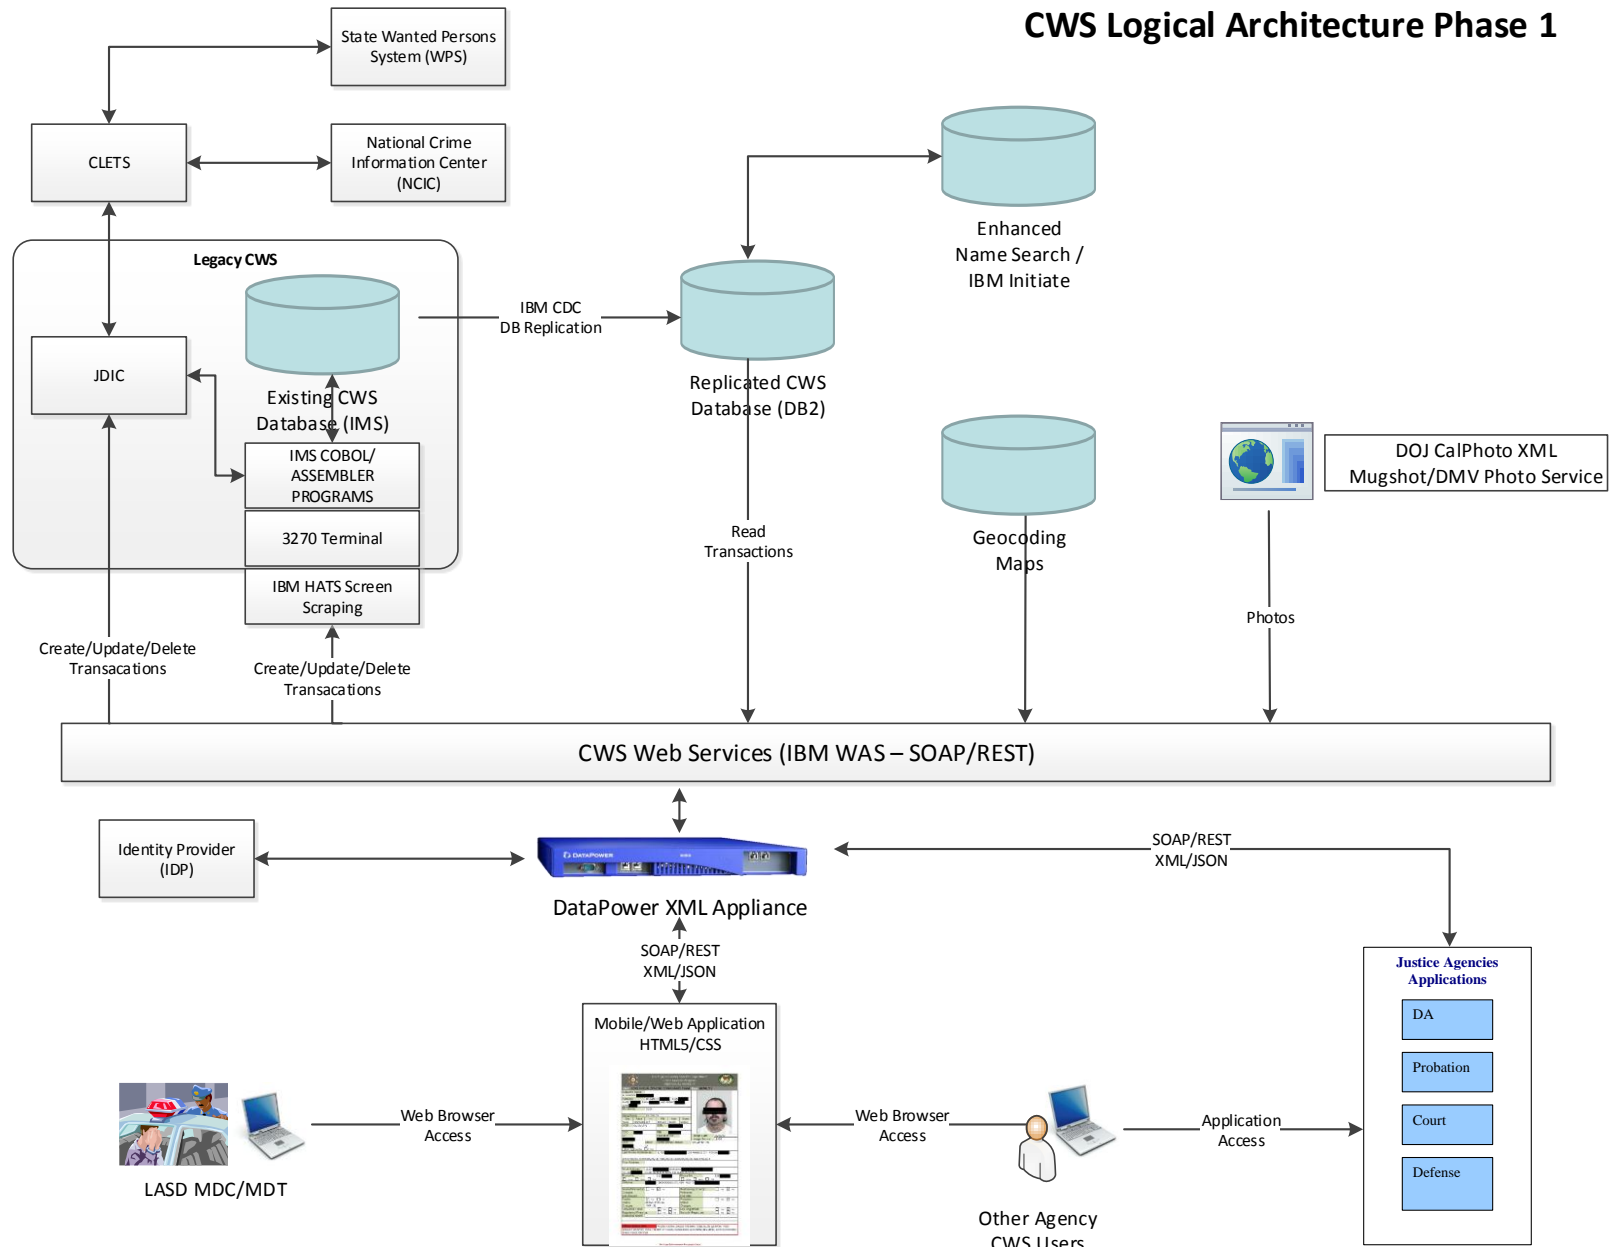 CWS Logical Architecture Phase 1
State Wanted Persons
System (WPS)
CLETS
National Crime
Information Center
(NCIC)
Enhanced
Name Search /
IBM Initiate
Legacy CWS
IBM CDC
DB Replication
JDIC
Existing CWS
Database (IMS)
Replicated CWS
Database (DB2)
IMS COBOL/
ASSEMBLER
PROGRAMS
3270 Terminal
IBM HATS Screen
Scraping
Read
Transactions
Geocoding
Maps
DOJ CalPhoto XML
Mugshot/DMV Photo Service
Photos
Create/Update/Delete
Transacations
Create/Update/Delete
Transacations
CWS Web Services (IBM WAS – SOAP/REST)
Identity Provider
(IDP)
DATAPOWER
DataPower XML Appliance
SOAP/REST
XML/JSON
SOAP/REST
XML/JSON
Mobile/Web Application
HTML5/CSS
Justice Agencies
Applications
DA
Probation
Court
Defense
Web Browser
Access
Web Browser
Access
Application
Access
LASD MDC/MDT
Other Agency
CWS Users